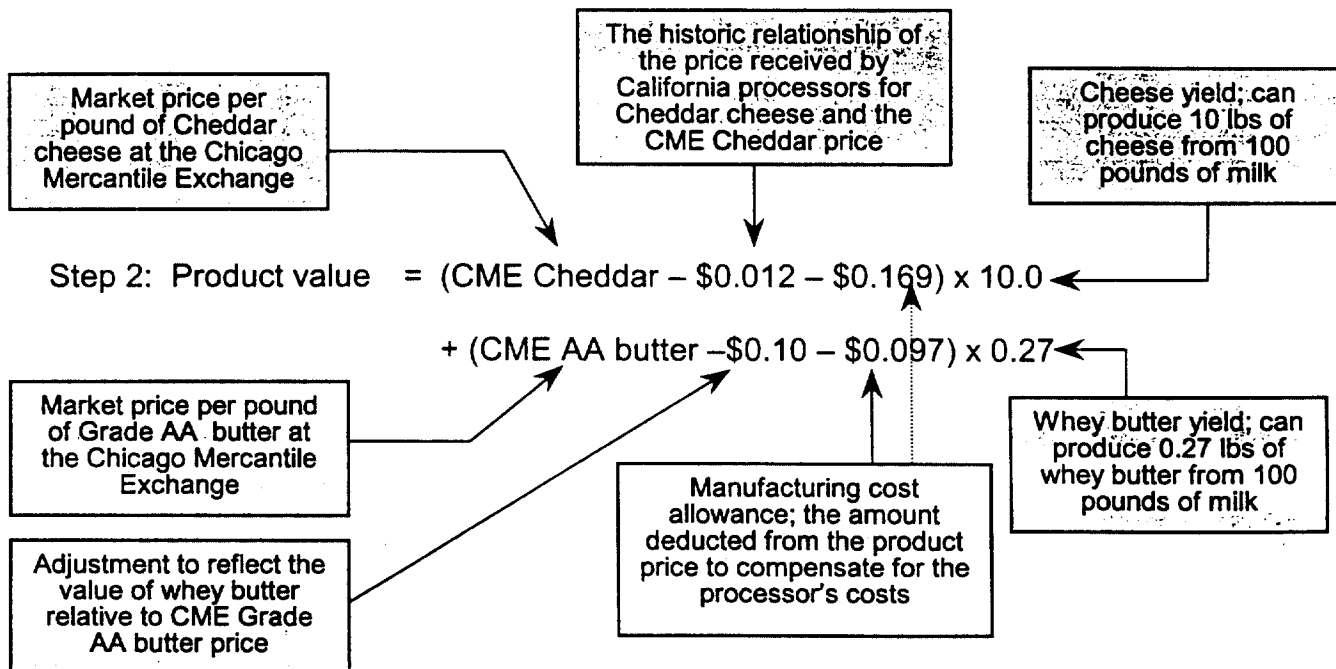 The historic relationship of
the price received by
California processors for
Cheddar cheese and the
CME Cheddar price
Market price per
pound of Cheddar
cheese at the Chicago
Mercantile Exchange
Cheese yield; can
produce 10 lbs of
cheese from 100
pounds of milk
Step 2: Product value = (CME Cheddar – $0.012 – $0.169) x 10.0
+ (CME AA butter –$0.10 – $0.097) x 0.27
Market price per pound
of Grade AA butter at
the Chicago Mercantile
Exchange
Whey butter yield; can
produce 0.27 lbs of
whey butter from 100
pounds of milk
Manufacturing cost
allowance; the amount
deducted from the product
price to compensate for the
processor's costs
Adjustment to reflect the
value of whey butter
relative to CME Grade
AA butter price